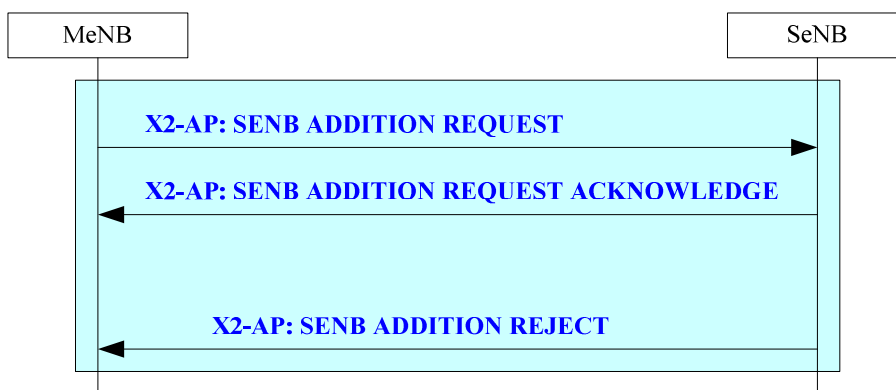 MeNB
SeNB
X2-AP: SENB ADDITION REQUEST
X2-AP: SENB ADDITION REQUEST ACKNOWLEDGE
X2-AP: SENB ADDITION REJECT